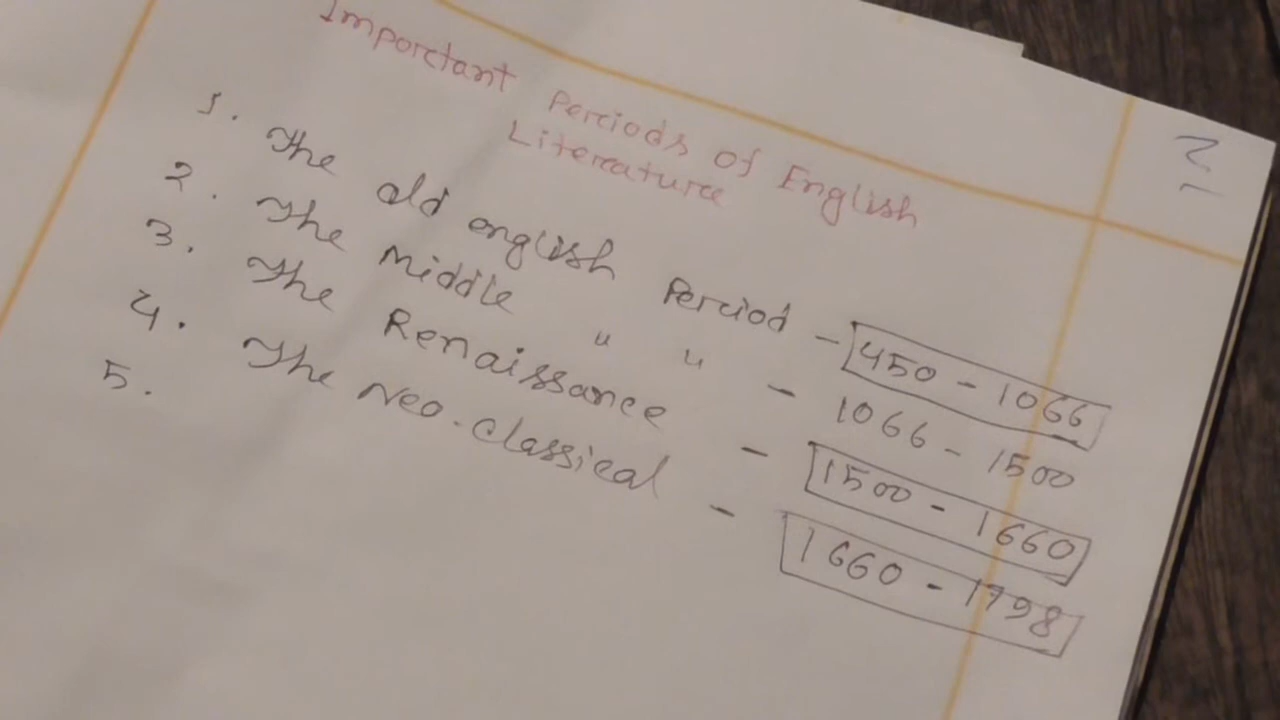 Important Periods of English
Literature
1. The old english Period - 450 - 1066
2. The Middle " " - 1066 - 1500
3. The Renaissance - 1500 - 1660
4. The Neo-classical - 1660 - 1798
5.